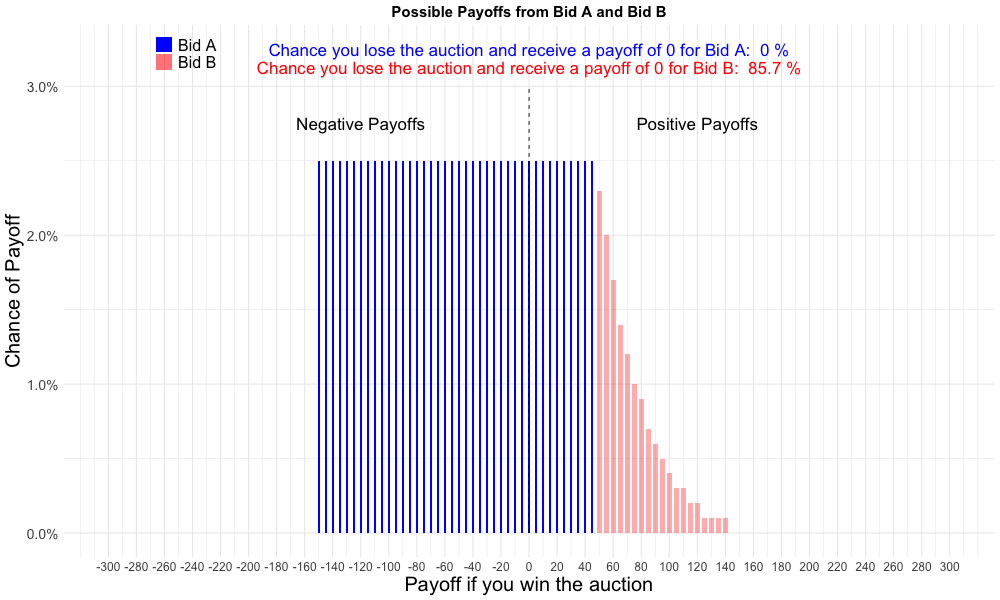 Possible Payoffs from Bid A and Bid B
Bid A
Bid B
Chance you lose the auction and receive a payoff of 0 for Bid A:  0 %
Chance you lose the auction and receive a payoff of 0 for Bid B:  85.7 %
Negative Payoffs
Positive Payoffs
Chance of Payoff
3.0%
2.0%
1.0%
0.0%
-300 -280 -260 -240 -220 -200 -180 -160 -140 -120 -100 -80 -60 -40 -20 0 20 40 60 80 100 120 140 160 180 200 220 240 260 280 300
Payoff if you win the auction